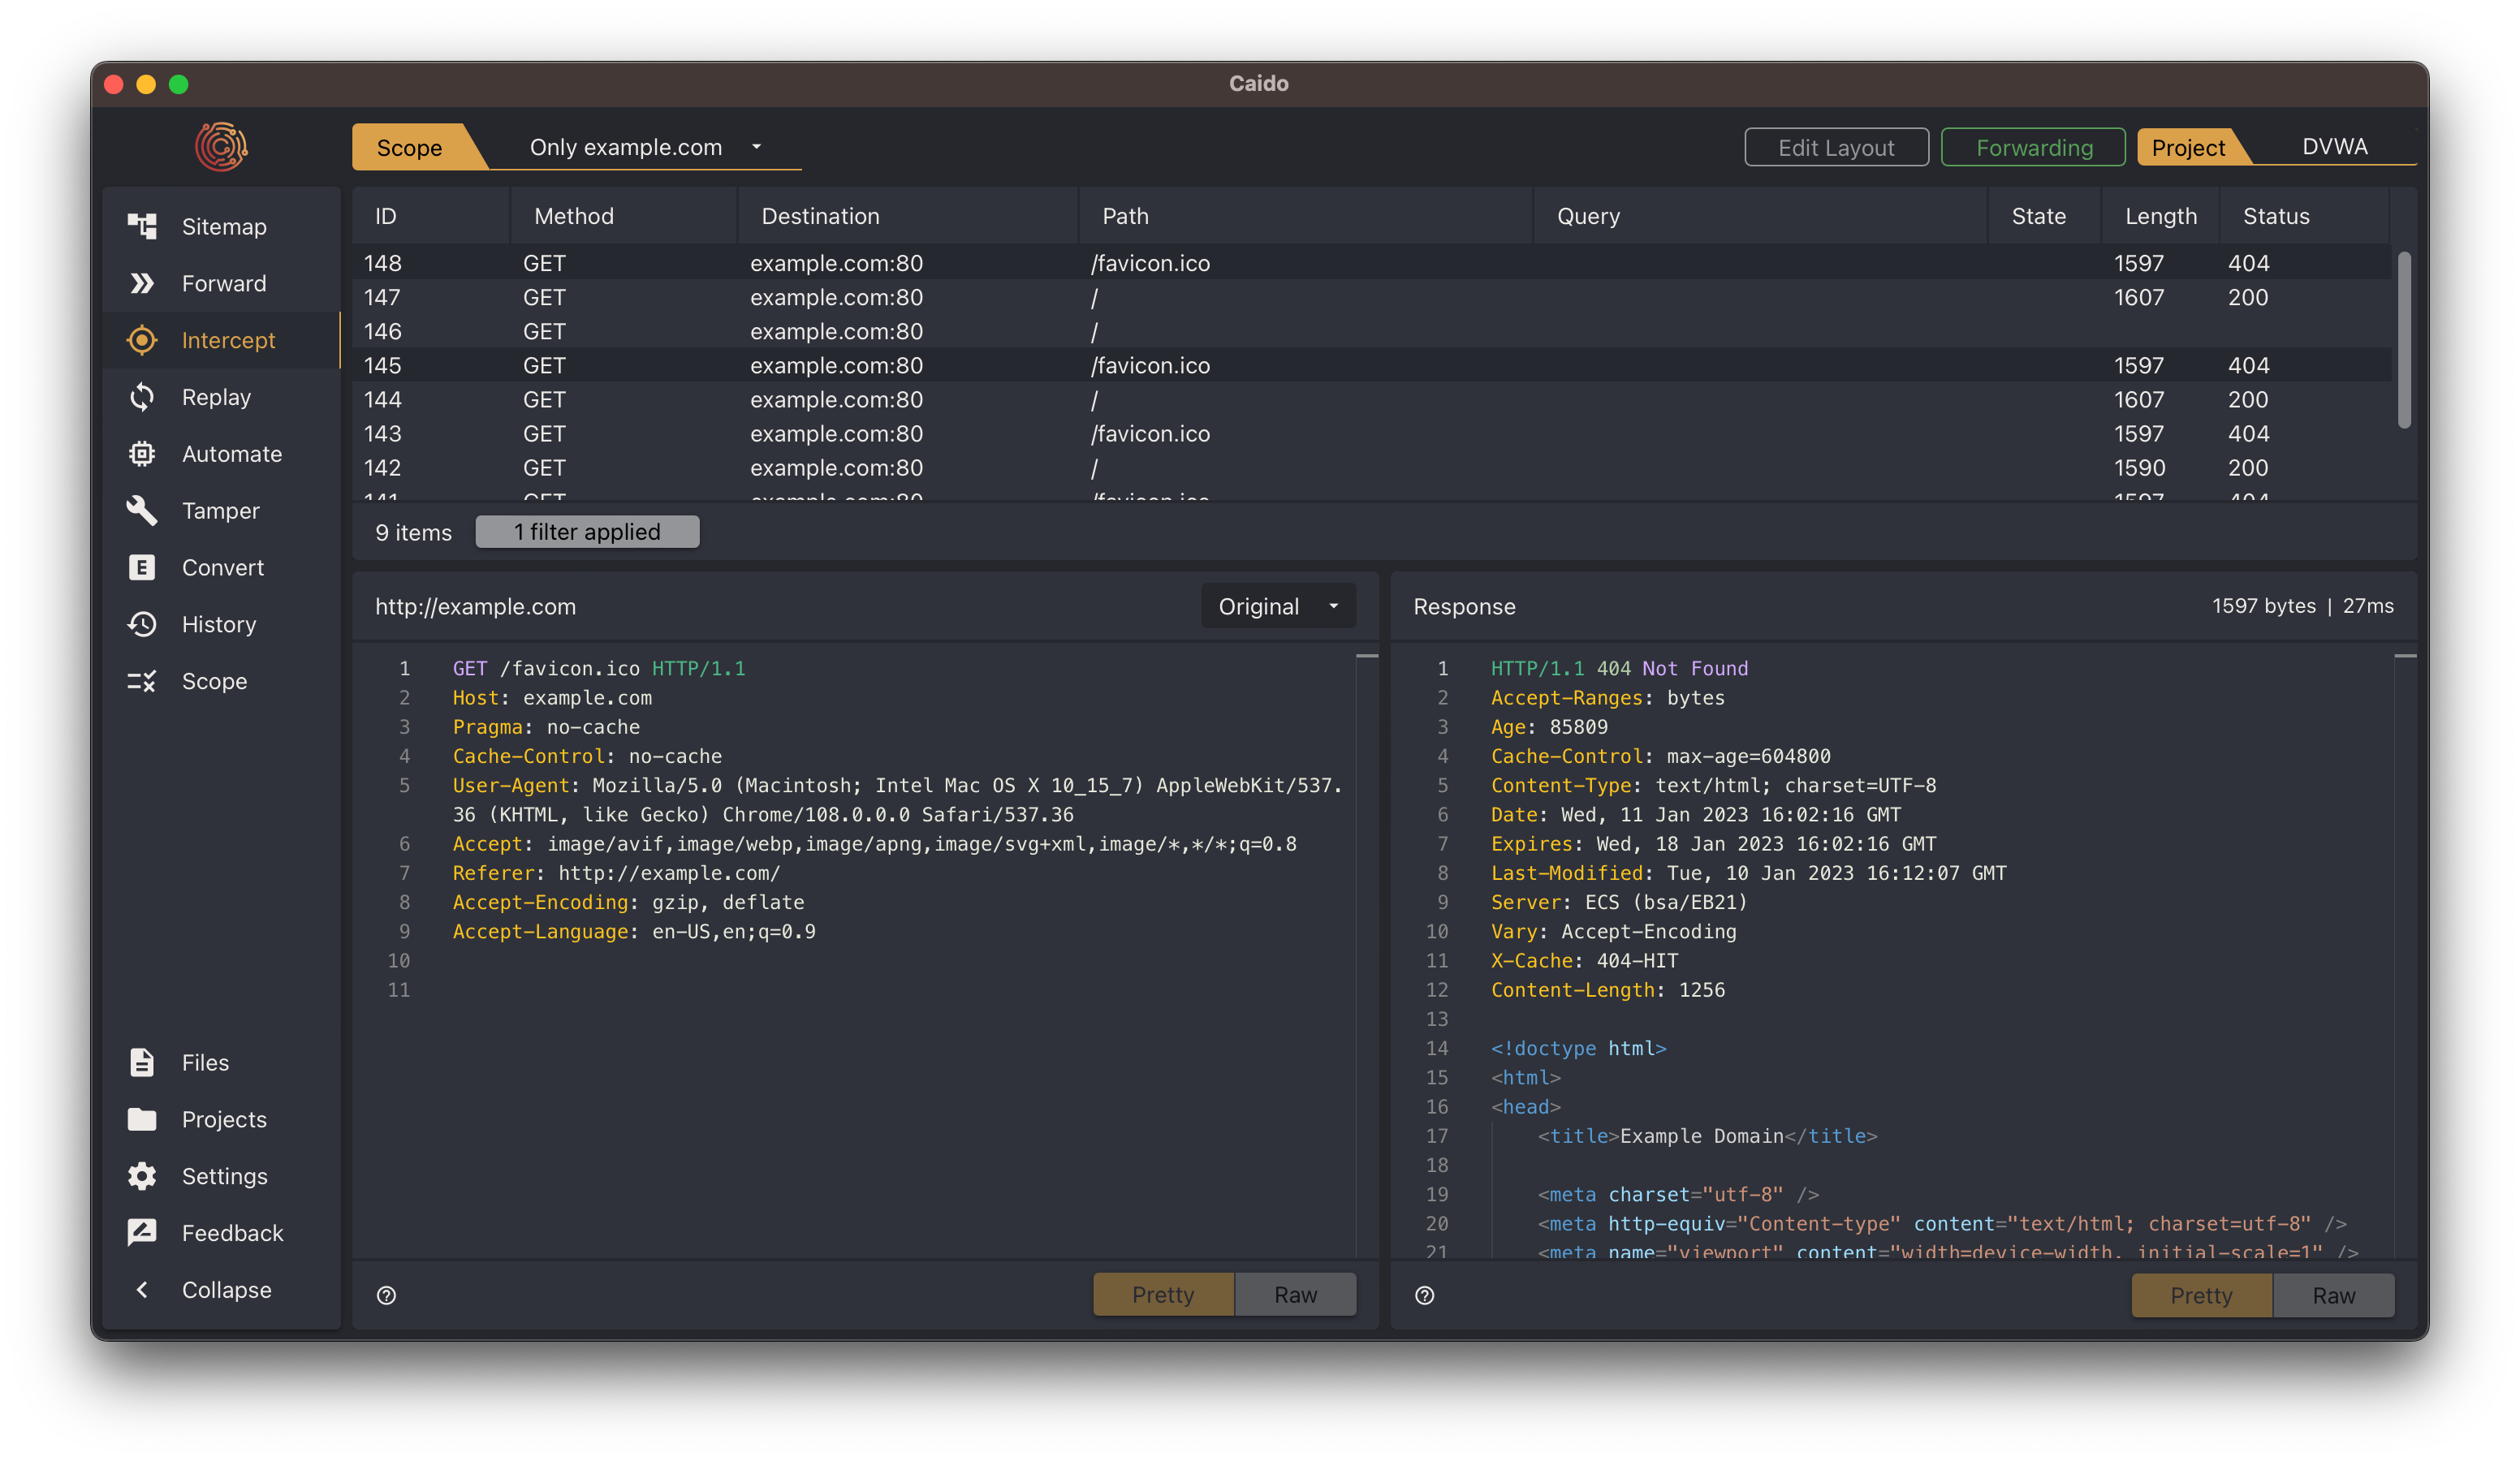 Caido
Scope Only example.com Edit Layout Forwarding Project DVWA
Sitemap
Forward
Intercept
Replay
Automate
Tamper
Convert
History
Scope
Files
Projects
Settings
Feedback
Collapse
ID Method Destination Path Query State Length Status
148 GET example.com:80 /favicon.ico 1597 404
147 GET example.com:80 / 1607 200
146 GET example.com:80 /
145 GET example.com:80 /favicon.ico 1597 404
144 GET example.com:80 / 1607 200
143 GET example.com:80 /favicon.ico 1597 404
142 GET example.com:80 / 1590 200
141 GET example.com:80 /favicon.ico 1597 404
9 items 1 filter applied
http://example.com Original
1 GET /favicon.ico HTTP/1.1
2 Host: example.com
3 Pragma: no-cache
4 Cache-Control: no-cache
5 User-Agent: Mozilla/5.0 (Macintosh; Intel Mac OS X 10_15_7) AppleWebKit/537.
36 (KHTML, like Gecko) Chrome/108.0.0.0 Safari/537.36
6 Accept: image/avif,image/webp,image/apng,image/svg+xml,image/*,*/*;q=0.8
7 Referer: http://example.com/
8 Accept-Encoding: gzip, deflate
9 Accept-Language: en-US,en;q=0.9
10
11
Pretty Raw
Response 1597 bytes | 27ms
1 HTTP/1.1 404 Not Found
2 Accept-Ranges: bytes
3 Age: 85809
4 Cache-Control: max-age=604800
5 Content-Type: text/html; charset=UTF-8
6 Date: Wed, 11 Jan 2023 16:02:16 GMT
7 Expires: Wed, 18 Jan 2023 16:02:16 GMT
8 Last-Modified: Tue, 10 Jan 2023 16:12:07 GMT
9 Server: ECS (bsa/EB21)
10 Vary: Accept-Encoding
11 X-Cache: 404-HIT
12 Content-Length: 1256
13
14 <!doctype html>
15 <html>
16 <head>
17 <title>Example Domain</title>
18
19 <meta charset="utf-8" />
20 <meta http-equiv="Content-type" content="text/html; charset=utf-8" />
21 <meta name="viewport" content="width=device-width, initial-scale=1" />
Pretty Raw